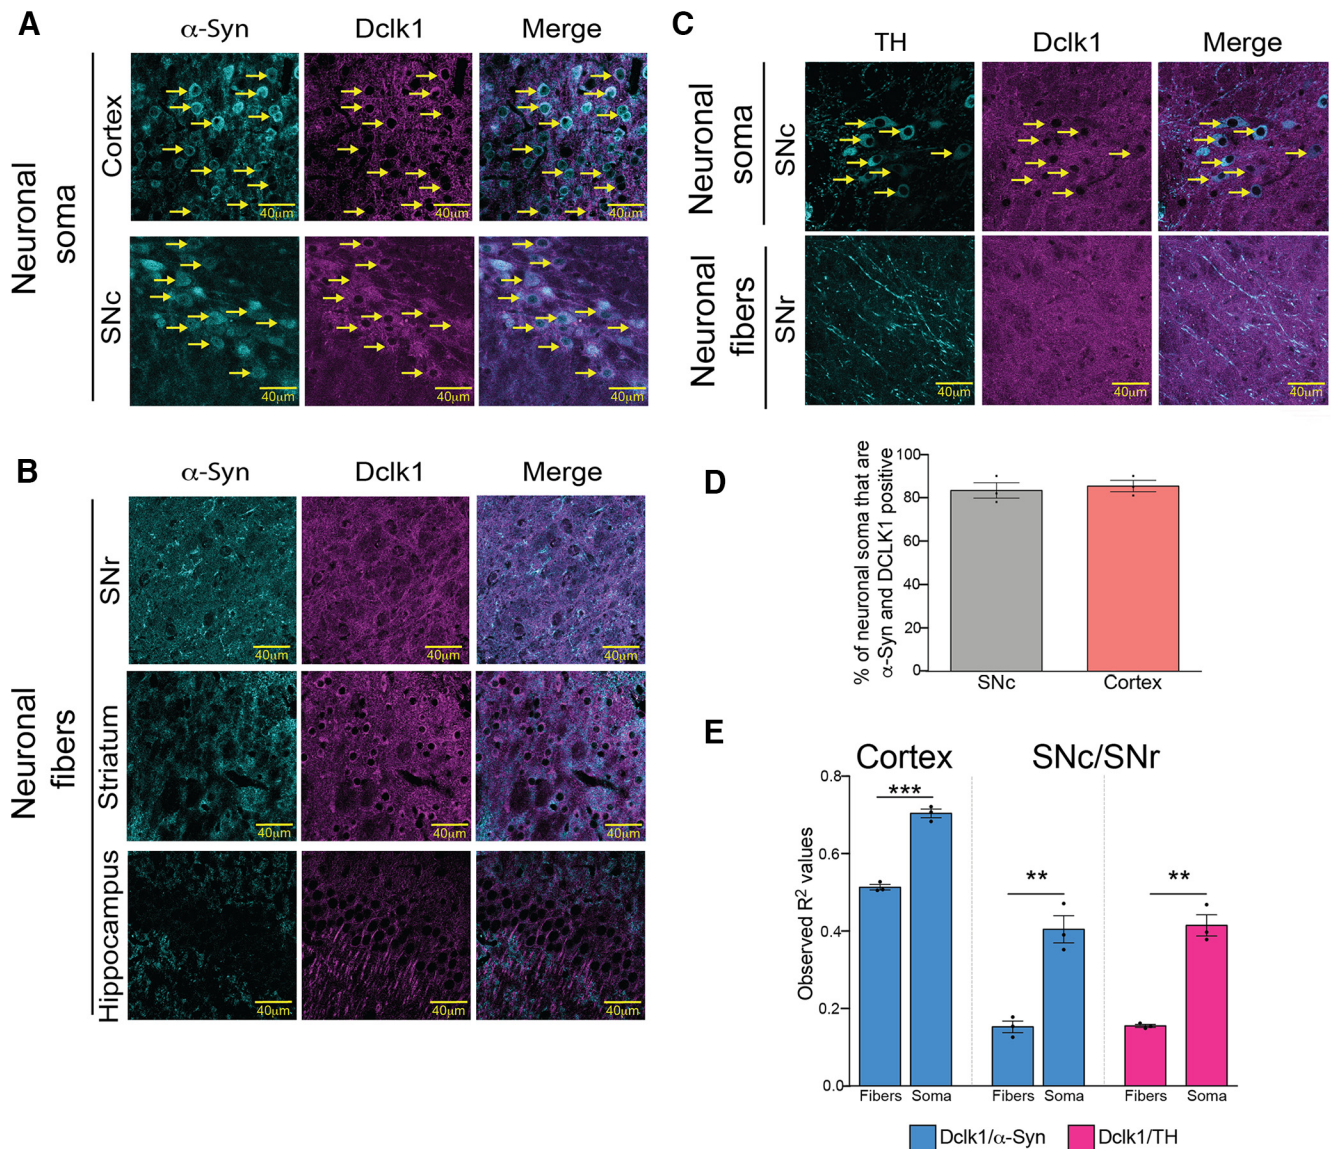 A
α-Syn
Dclk1
Merge
Neuronal
soma
Cortex
40μm
40μm
40μm
SNc
40μm
40μm
40μm
B
α-Syn
Dclk1
Merge
Neuronal
fibers
SNr
40μm
40μm
40μm
Striatum
40μm
40μm
40μm
Hippocampus
40μm
40μm
40μm
C
TH
Dclk1
Merge
Neuronal
soma
SNc
40μm
40μm
40μm
Neuronal
fibers
SNr
40μm
40μm
40μm
D
% of neuronal soma that are
α-Syn and DCLK1 positive
100
80
60
40
20
0
SNc
Cortex
E
Cortex
SNc/SNr
Observed R² values
0.8
0.6
0.4
0.2
0.0
***
**
**
Fibers Soma
Fibers Soma
Fibers Soma
Dclk1/α-Syn
Dclk1/TH